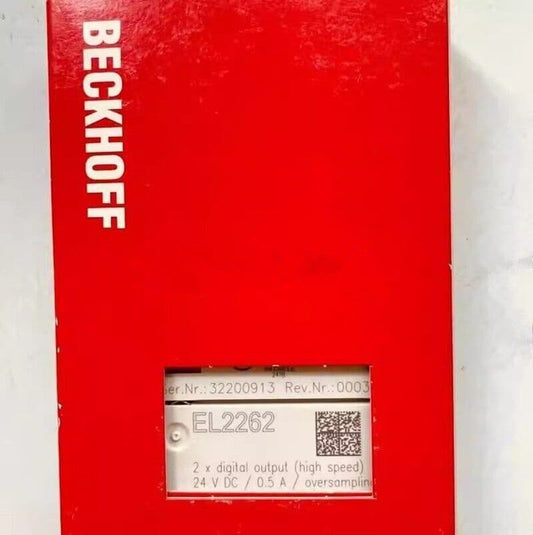 BECKHOFF
er.Nr.: 32200913 Rev.Nr.: 0003
EL2262
2 x digital output (high speed)
24 V DC / 0.5 A / oversampling